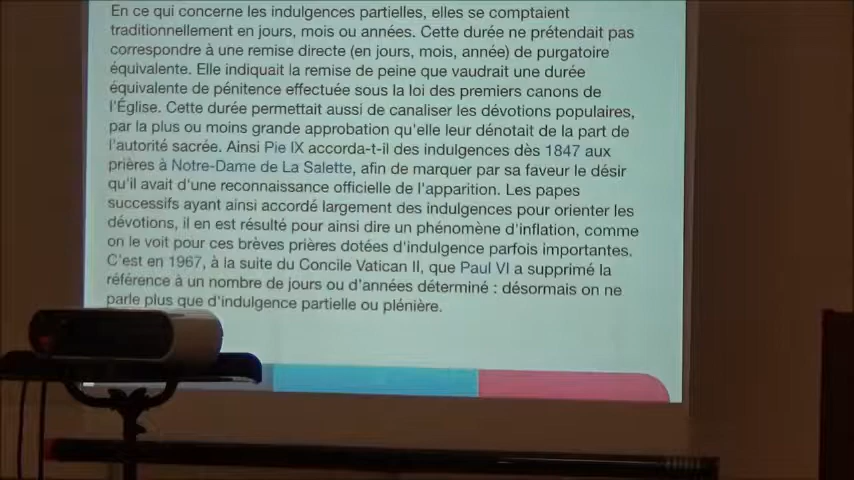 En ce qui concerne les indulgences partielles, elles se comptaient
traditionnellement en jours, mois ou années. Cette durée ne prétendait pas
correspondre à une remise directe (en jours, mois, année) de purgatoire
équivalente. Elle indiquait la remise de peine que vaudrait une durée
équivalente de pénitence effectuée sous la loi des premiers canons de
l'Église. Cette durée permettait aussi de canaliser les dévotions populaires,
par la plus ou moins grande approbation qu'elle leur dénotait de la part de
l'autorité sacrée. Ainsi Pie IX accorda-t-il des indulgences dès 1847 aux
prières à Notre-Dame de La Salette, afin de marquer par sa faveur le désir
qu'il avait d'une reconnaissance officielle de l'apparition. Les papes
successifs ayant ainsi accordé largement des indulgences pour orienter les
dévotions, il en est résulté pour ainsi dire un phénomène d'inflation, comme
on le voit pour ces brèves prières dotées d'indulgence parfois importantes.
C'est en 1967, à la suite du Concile Vatican II, que Paul VI a supprimé la
référence à un nombre de jours ou d'années déterminé : désormais on ne
parle plus que d'indulgence partielle ou plénière.